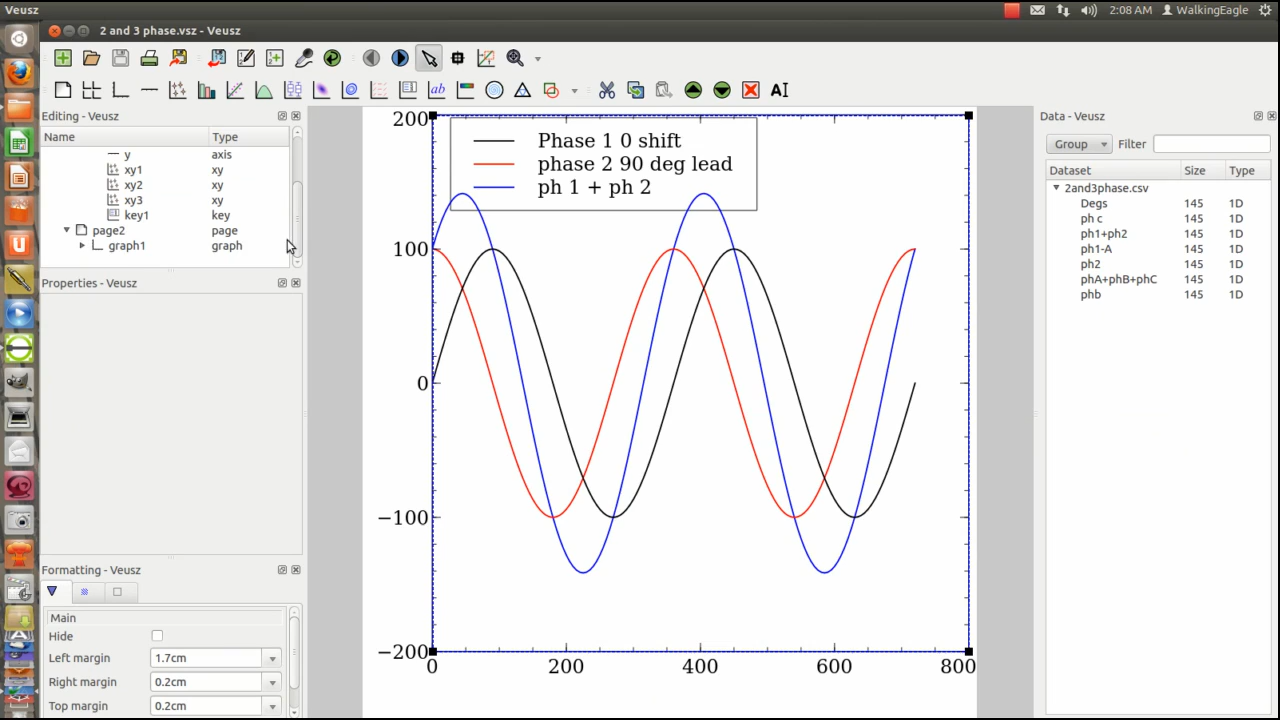 Veusz
2:08 AM WalkingEagle
2 and 3 phase.vsz - Veusz
ab
AI
Editing - Veusz
Name Type
y axis
xy1 xy
xy2 xy
xy3 xy
key1 key
page2 page
graph1 graph
Properties - Veusz
Formatting - Veusz
Main
Hide
Left margin 1.7cm
Right margin 0.2cm
Top margin 0.2cm
200
100
0
−100
−200
0 200 400 600 800
Phase 1 0 shift
phase 2 90 deg lead
ph 1 + ph 2
Data - Veusz
Group Filter
Dataset Size Type
2and3phase.csv
Degs 145 1D
ph c 145 1D
ph1+ph2 145 1D
ph1-A 145 1D
ph2 145 1D
phA+phB+phC 145 1D
phb 145 1D